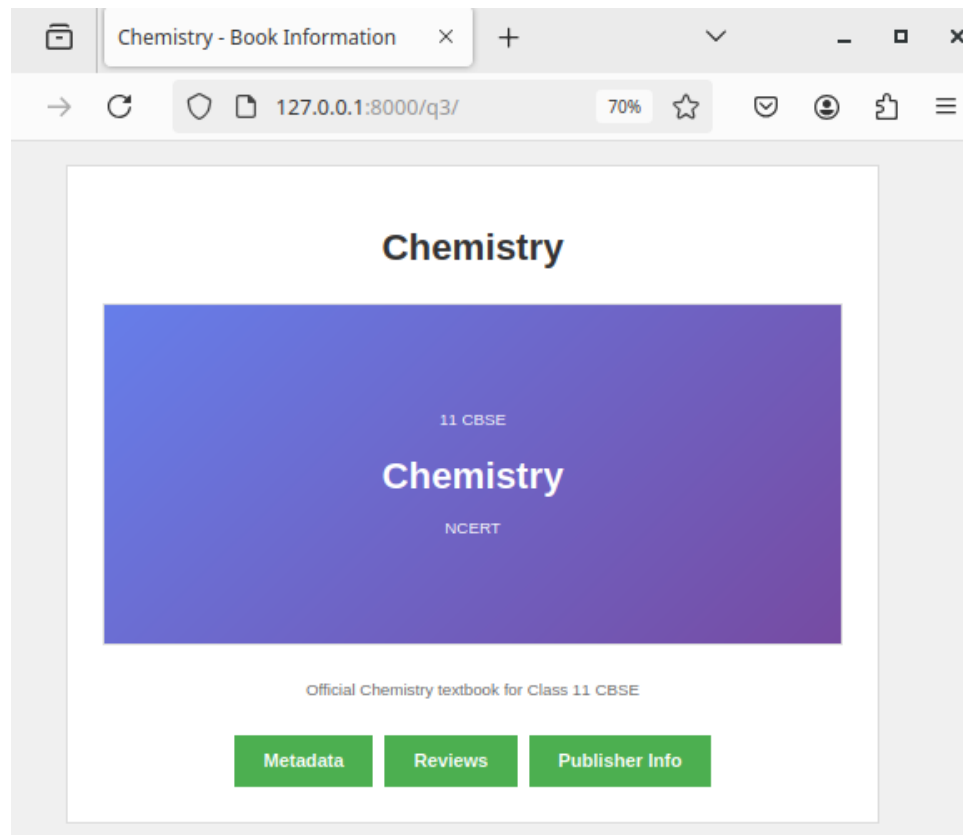 Chemistry - Book Information
127.0.0.1:8000/q3/ 70%
Chemistry
11 CBSE
Chemistry
NCERT
Official Chemistry textbook for Class 11 CBSE
Metadata Reviews Publisher Info